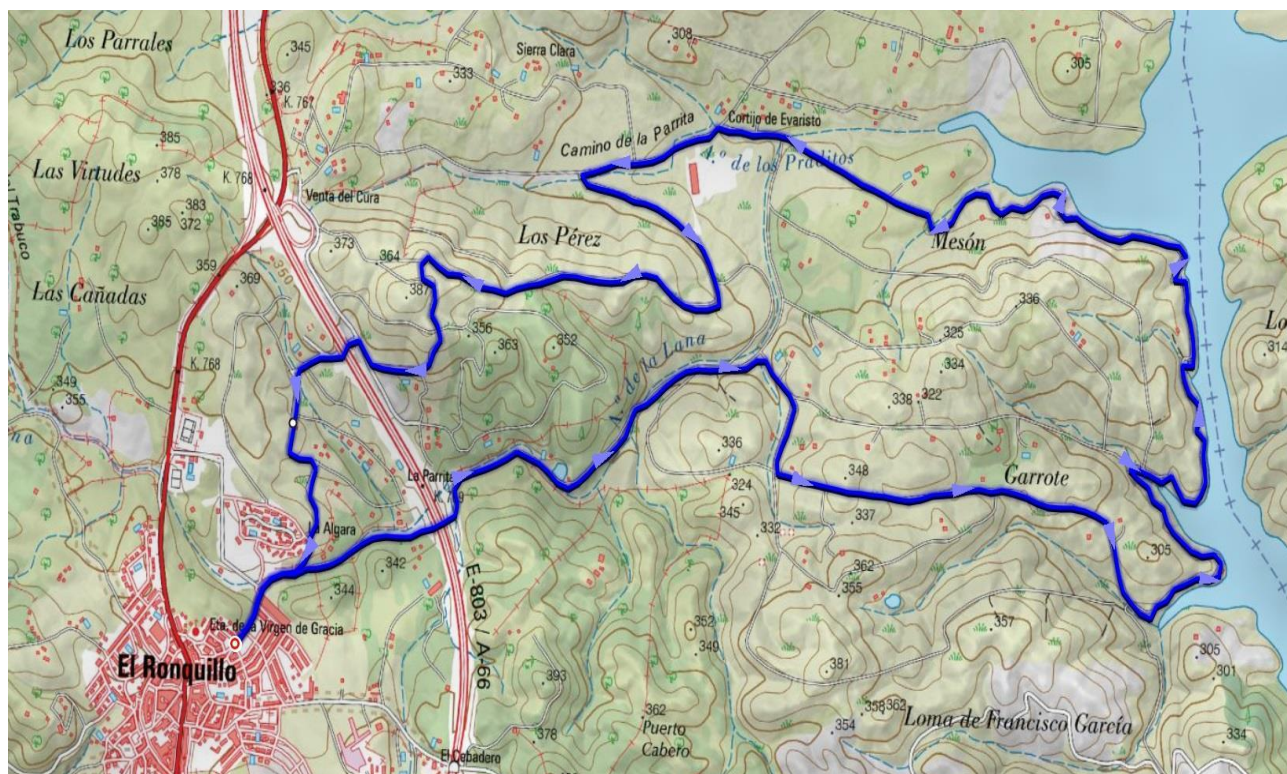 Los Parrales
345
308
Sierra Clara
333
305
336
K. 767
Cortijo de Evaristo
385
Camino de la Parrita
A.º de los Praditos
Las Virtudes
378
K. 768
Venta del Cura
383
385
372
Trabuco
Los Pérez
Mesón
373
364
359
369
350
Las Cañadas
387
336
314
356
363
352
A.º de la Lana
325
334
K. 768
349
355
338
322
336
348
Garrote
La Parrita
324
345
337
332
La Algara
305
342
362
344
355
E-803 / A-66
Eta. de la Virgen de Gracia
352
357
349
305
El Ronquillo
381
301
393
362
358
362
Puerto
Cabero
354
Loma de Francisco García
378
334
El Cebadero